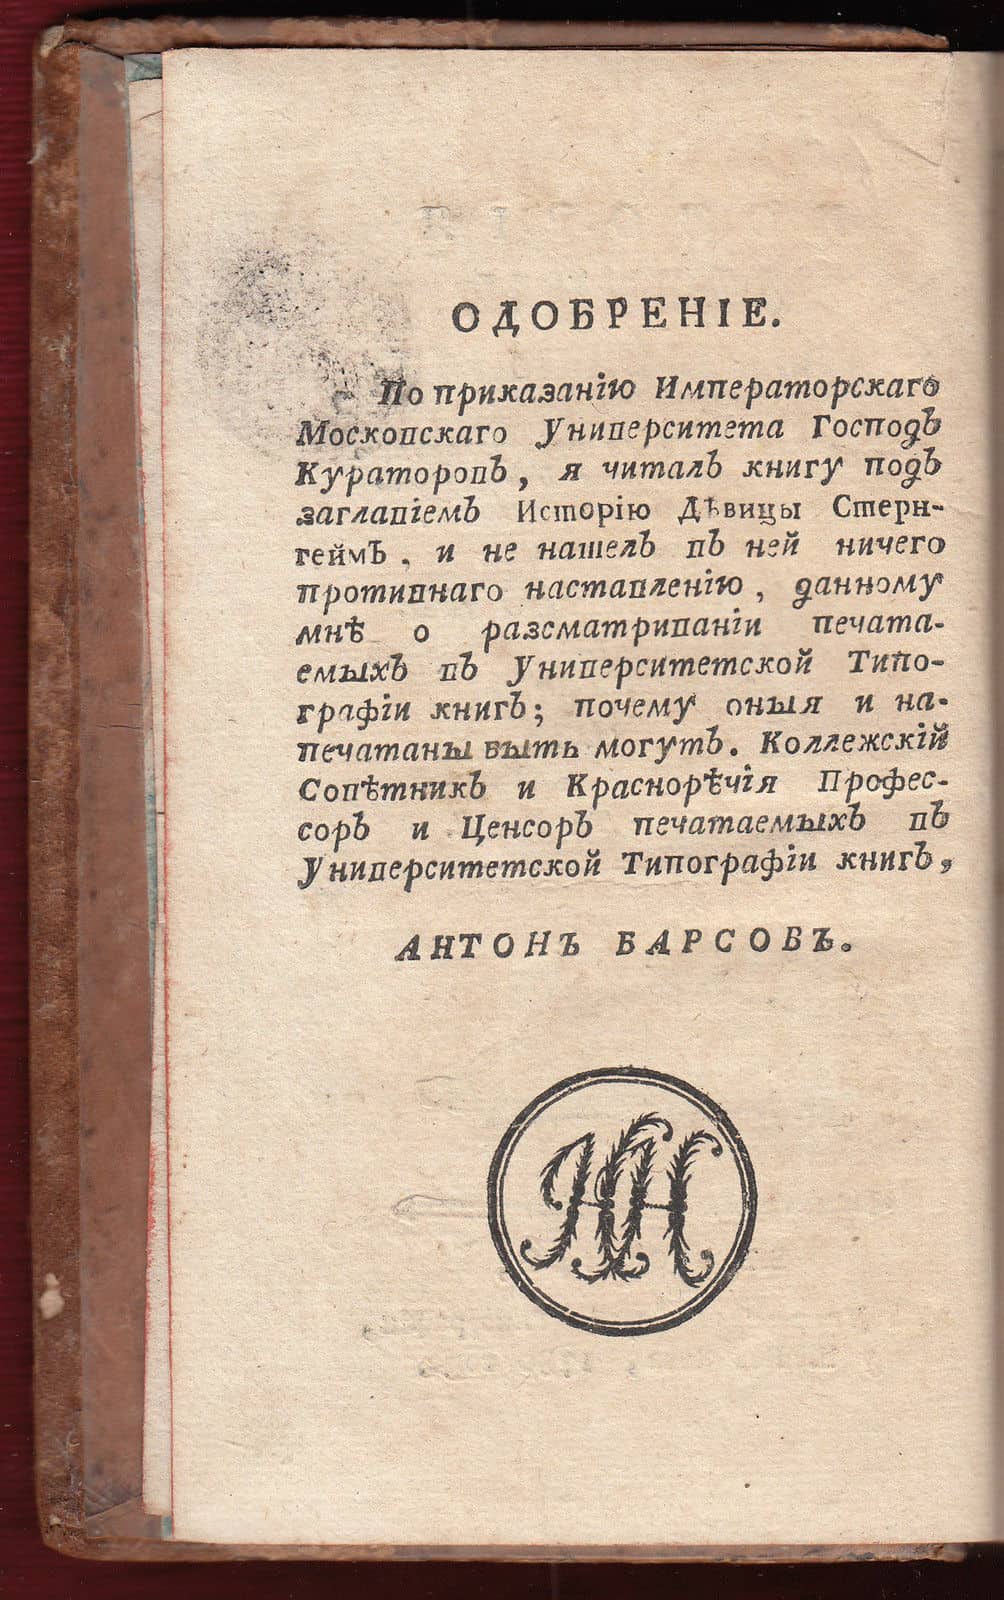 ОДОБРЕНІЕ.
По приказанію Императорскаго
Московскаго Университета Господъ
Кураторовъ, я читалъ книгу подъ
заглавіемъ Исторію Дѣвицы Стерн-
геймъ, и не нашелъ въ ней ничего
противнаго наставленію, данному
мнѣ о разсматриваніи печата-
емыхъ въ Университетской Типо-
графіи книгъ; почему оныя и на-
печатаны быть могутъ. Коллежскій
Совѣтникъ и Краснорѣчія Профес-
соръ и Ценсоръ печатаемыхъ въ
Университетской Типографіи книгъ,
АНТОНЪ БАРСОВЪ.